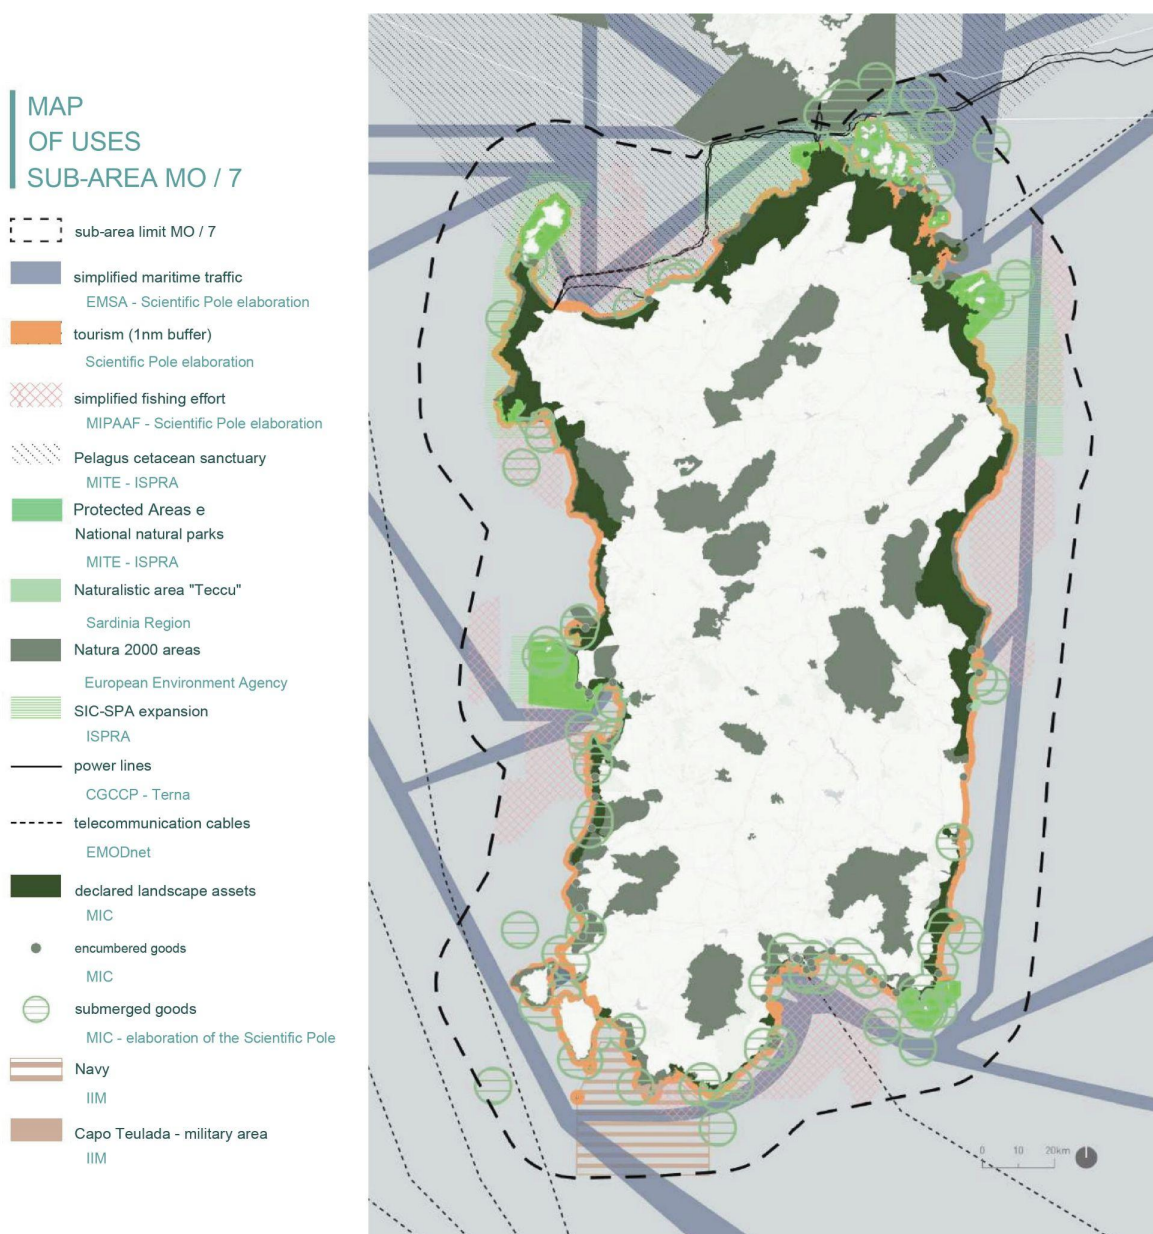 MAP
OF USES
SUB-AREA MO / 7
sub-area limit MO / 7
simplified maritime traffic
EMSA - Scientific Pole elaboration
tourism (1nm buffer)
Scientific Pole elaboration
simplified fishing effort
MIPAAF - Scientific Pole elaboration
Pelagus cetacean sanctuary
MITE - ISPRA
Protected Areas e
National natural parks
MITE - ISPRA
Naturalistic area "Teccu"
Sardinia Region
Natura 2000 areas
European Environment Agency
SIC-SPA expansion
ISPRA
power lines
CGCCP - Terna
telecommunication cables
EMODnet
declared landscape assets
MIC
encumbered goods
MIC
submerged goods
MIC - elaboration of the Scientific Pole
Navy
IIM
Capo Teulada - military area
IIM
0 10 20km